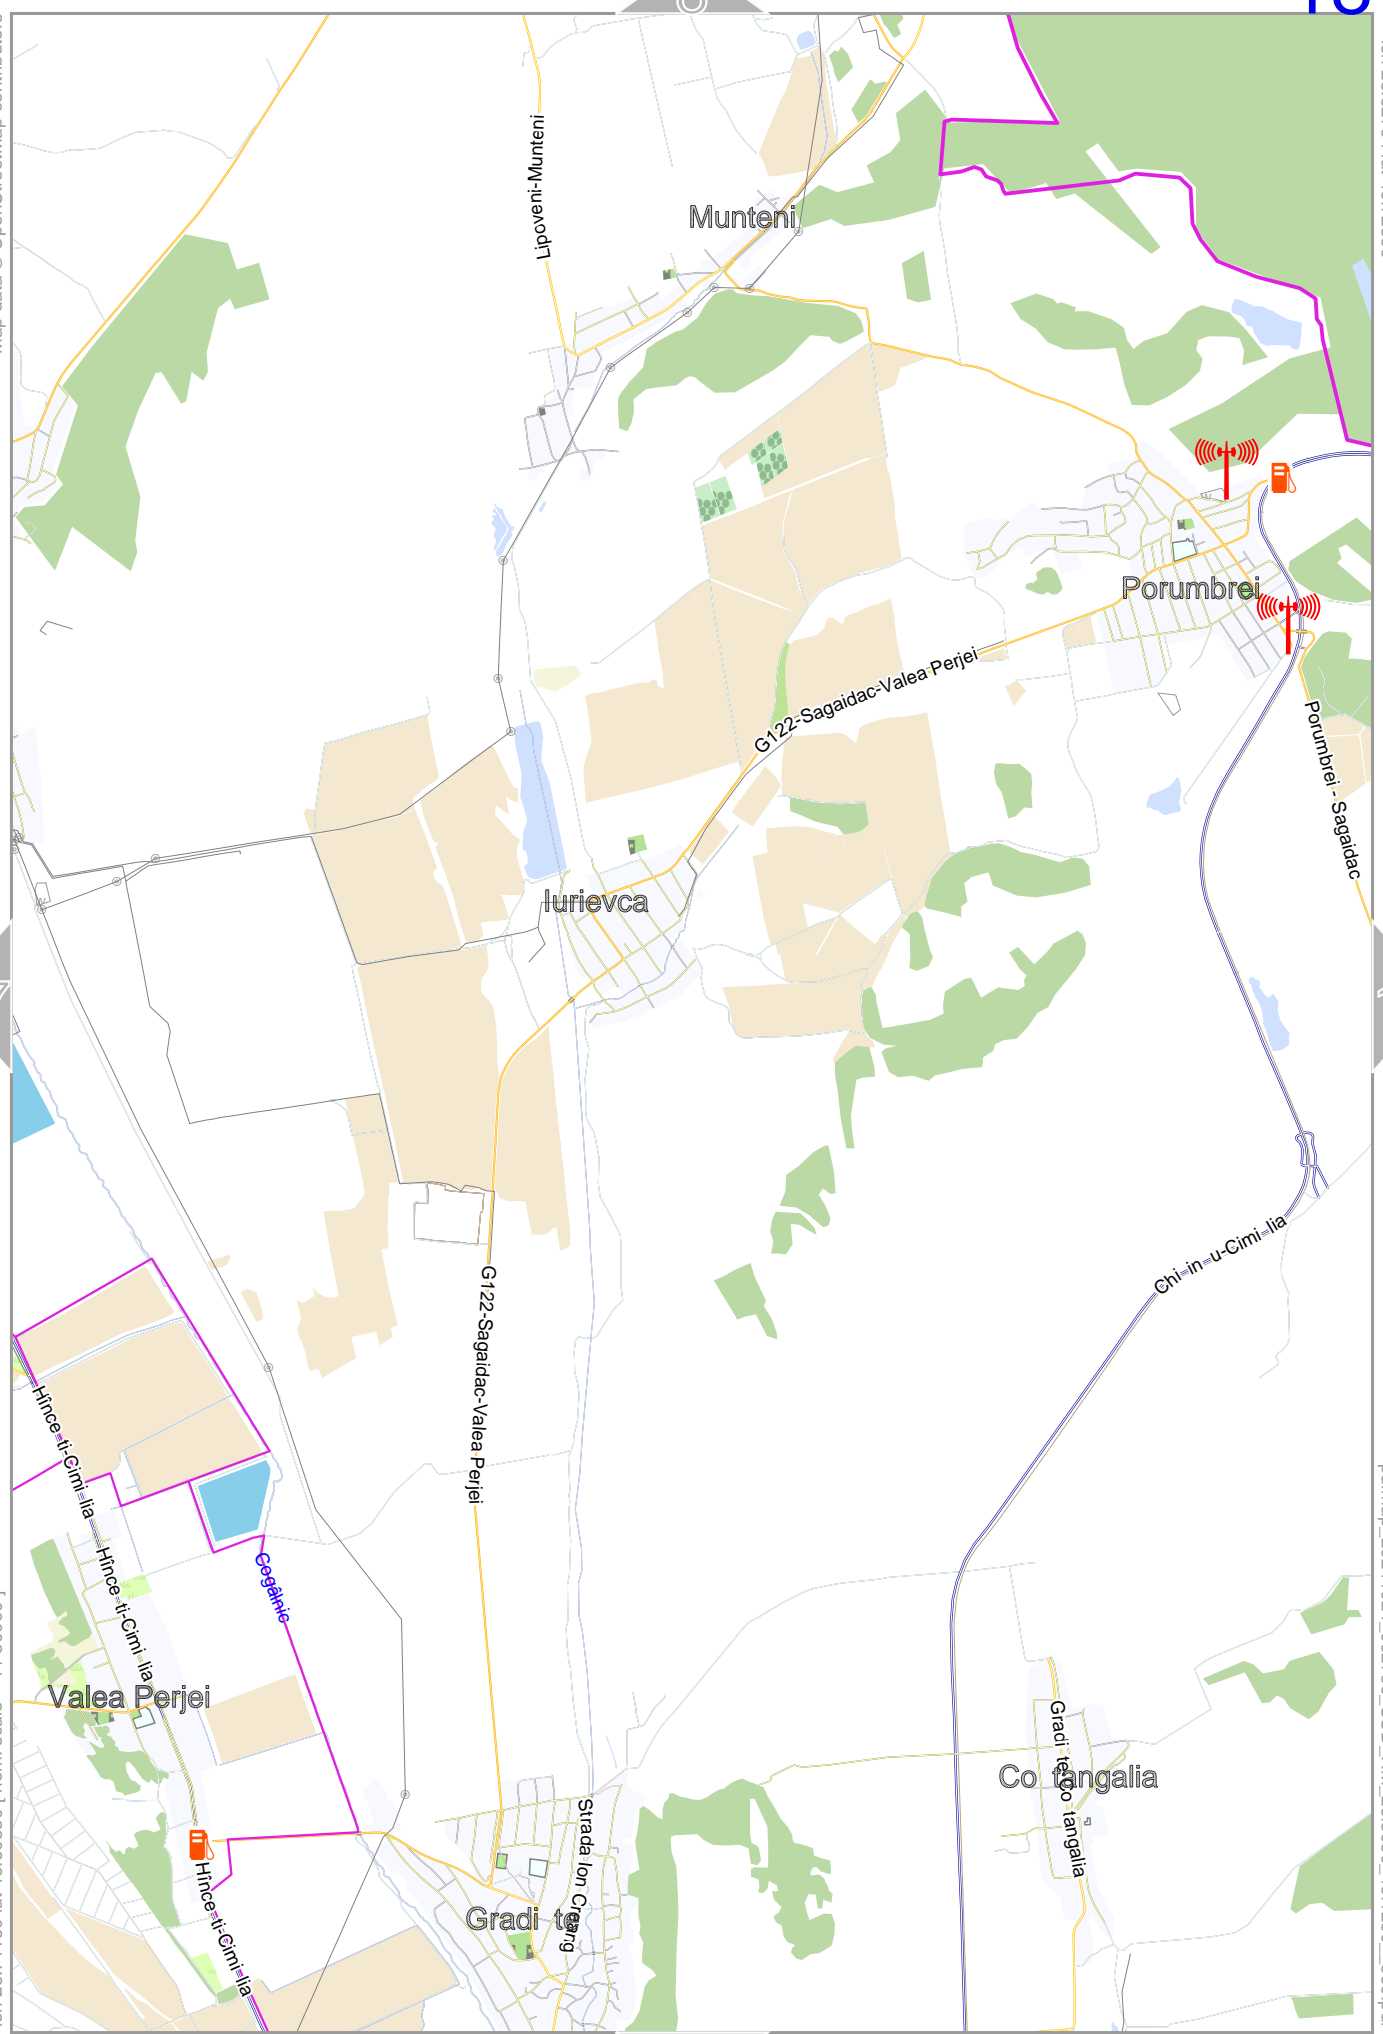 Lipoveni-Munteni
Munteni
Porumbrei
G122-Sagaidac-Valea Perjei
Porumbrei - Sagaidac
Iurievca
Chi in u-Cimi lia
G122-Sagaidac-Valea Perjei
Hînce ti-Cimi lia
Hînce ti-Cimi lia
Cogâlnic
Valea Perjei
Gradi te-Co tangalia
Co tangalia
Strada Ion Creang
Gradi te
Hînce ti-Cimi lia